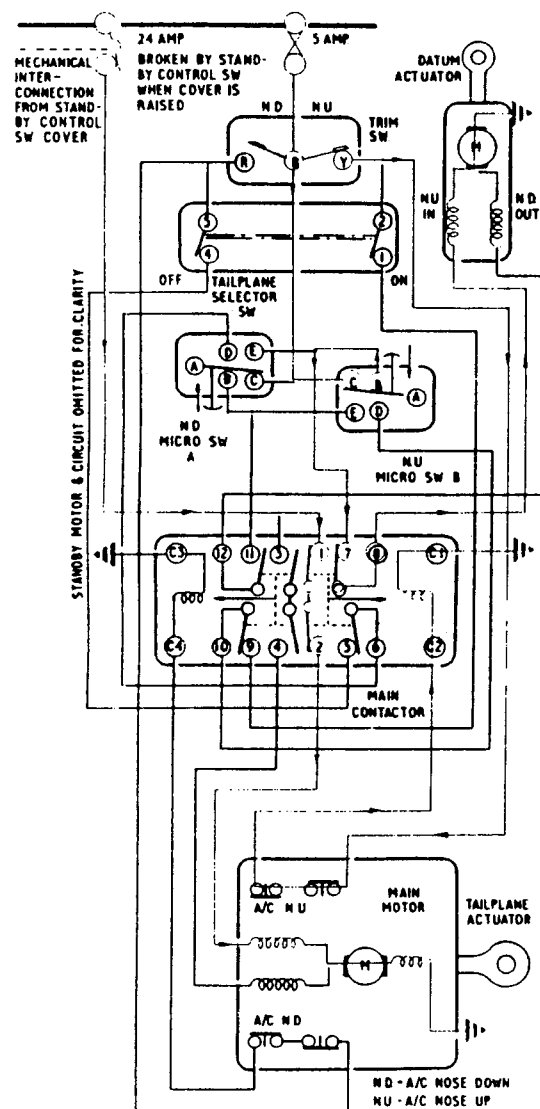 24 AMP
5 AMP
MECHANICAL
INTER-
CONNECTION
FROM STAND-
BY CONTROL
SW COVER
BROKEN BY STAND-
BY CONTROL SW
WHEN COVER IS
RAISED
DATUM
ACTUATOR
ND NU
TRIM
SW
R B Y
M
NU
IN
ND
OUT
5 2
4 1
OFF
TAILPLANE
SELECTOR
SW
ON
STANDBY MOTOR & CIRCUIT OMITTED FOR CLARITY
D E
A B C
ND
MICRO SW
A
C B A
E D
NU
MICRO SW B
C3 12 11 3 1 7 8 C1
C4 10 9 4 2 5 6 C2
MAIN
CONTACTOR
A/C NU
MAIN
MOTOR
TAILPLANE
ACTUATOR
M
A/C ND
ND - A/C NOSE DOWN
NU - A/C NOSE UP